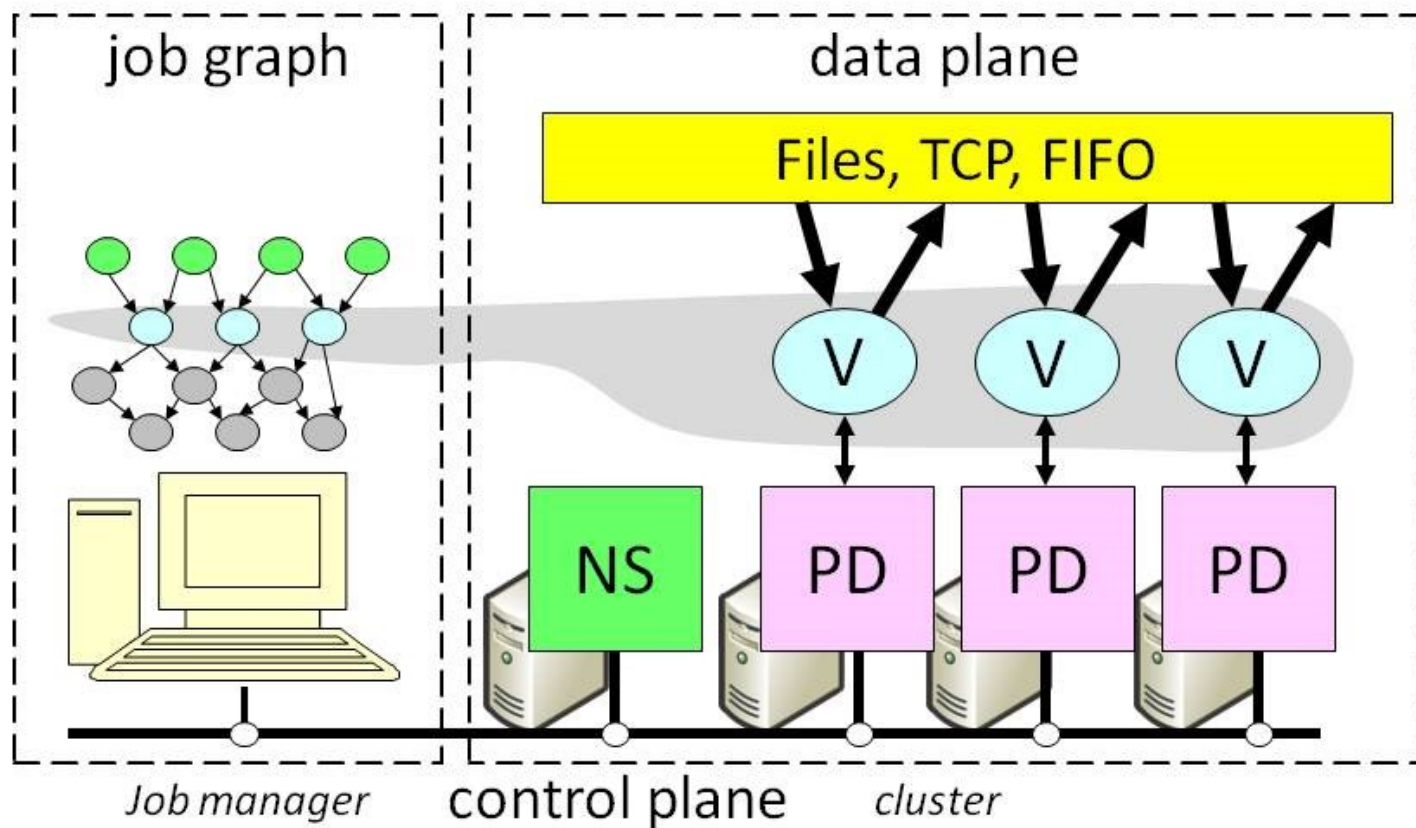 job graph
data plane
Files, TCP, FIFO
V
V
V
NS
PD
PD
PD
Job manager
control plane
cluster